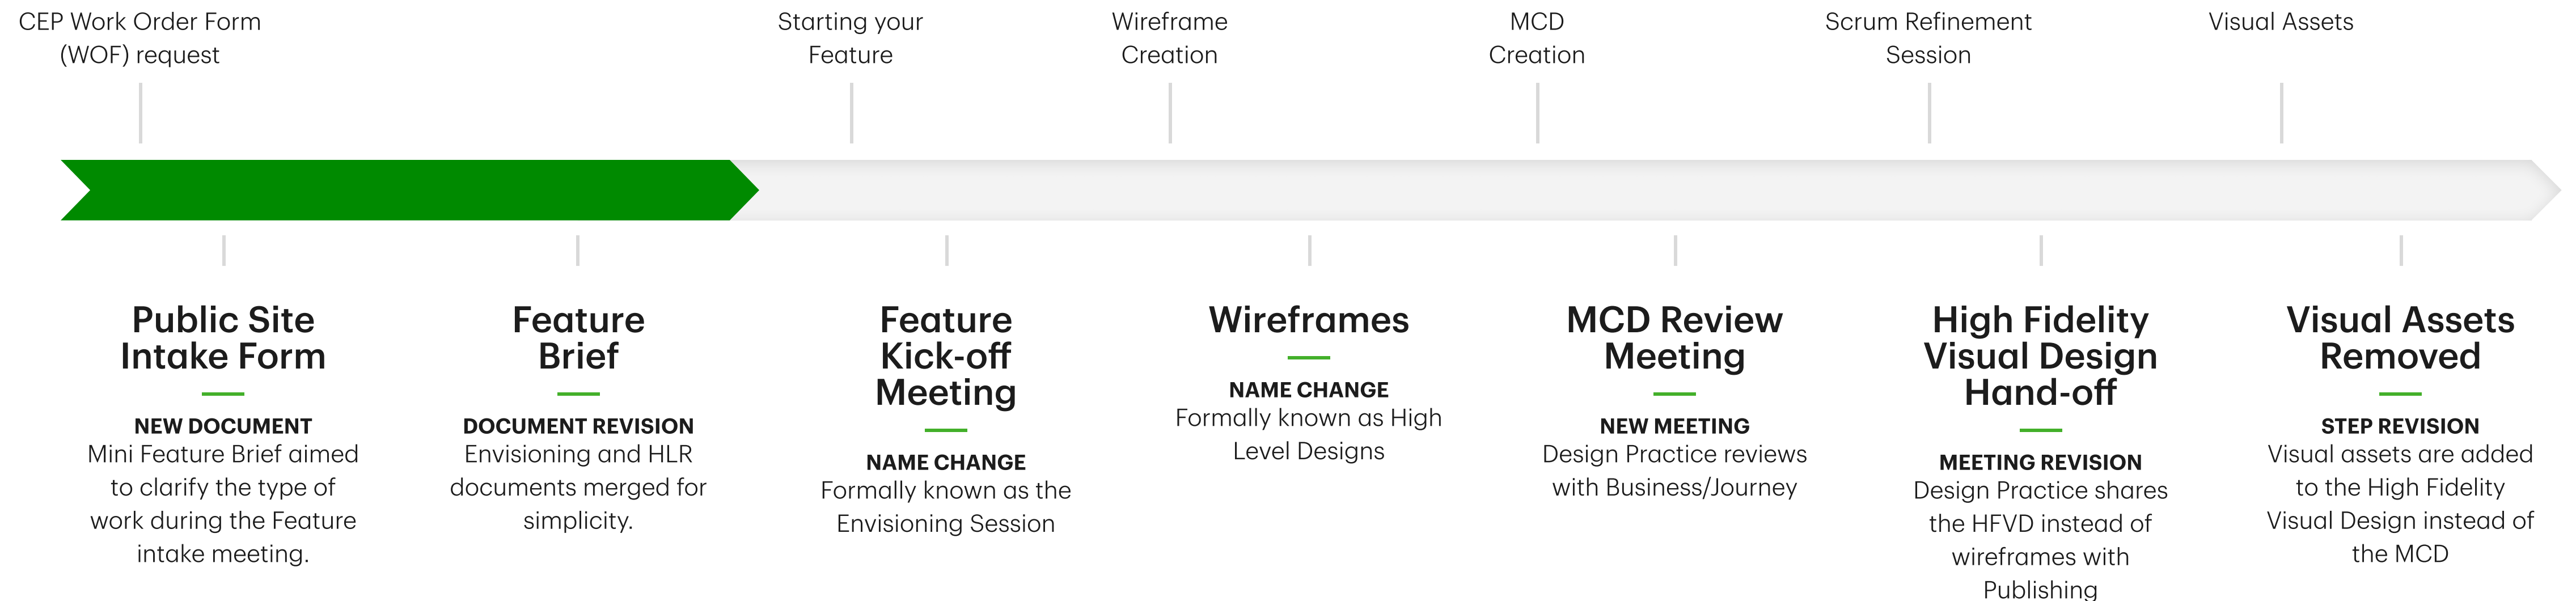 CEP Work Order Form
(WOF) request
Starting your
Feature
Wireframe
Creation
MCD
Creation
Scrum Refinement
Session
Visual Assets
Public Site
Intake Form
NEW DOCUMENT
Mini Feature Brief aimed
to clarify the type of
work during the Feature
intake meeting.
Feature
Brief
DOCUMENT REVISION
Envisioning and HLR
documents merged for
simplicity.
Feature
Kick-off
Meeting
NAME CHANGE
Formally known as the
Envisioning Session
Wireframes
NAME CHANGE
Formally known as High
Level Designs
MCD Review
Meeting
NEW MEETING
Design Practice reviews
with Business/Journey
High Fidelity
Visual Design
Hand-off
MEETING REVISION
Design Practice shares
the HFVD instead of
wireframes with
Publishing
Visual Assets
Removed
STEP REVISION
Visual assets are added
to the High Fidelity
Visual Design instead of
the MCD